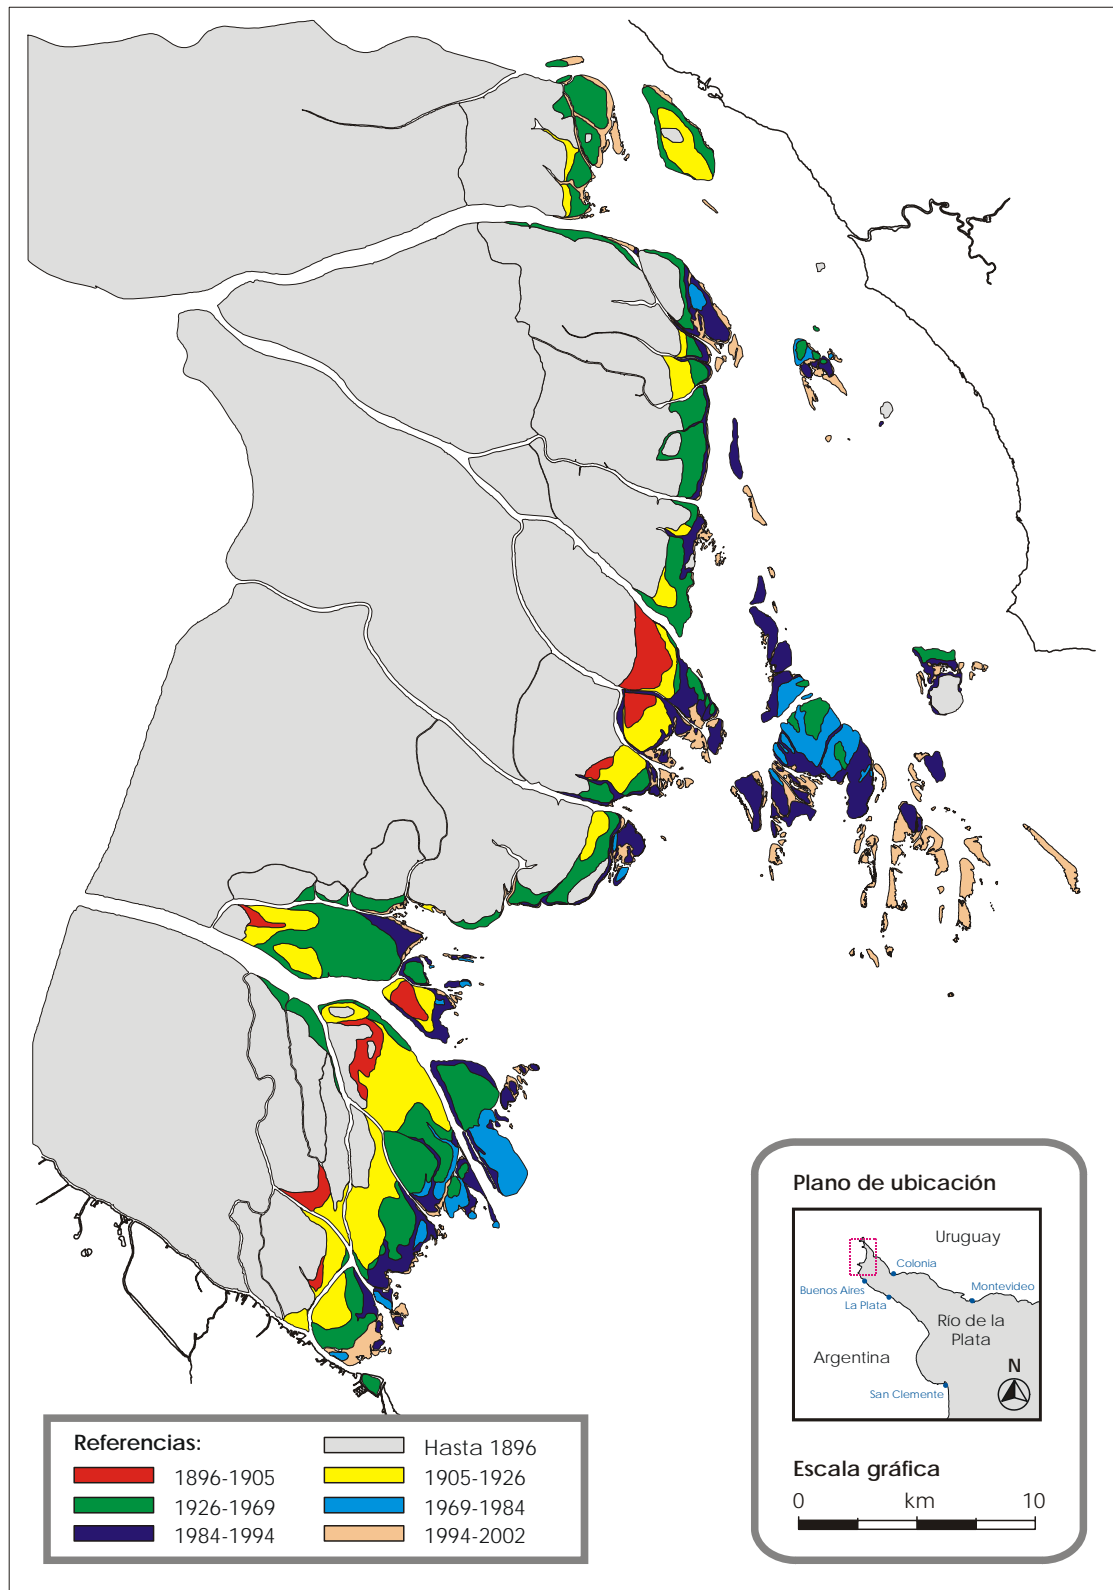 Plano de ubicación
Uruguay
Colonia
Buenos Aires
Montevideo
La Plata
Río de la
Plata
Argentina
N
San Clemente
Escala gráfica
0 km 10
Referencias:
Hasta 1896
1896-1905
1905-1926
1926-1969
1969-1984
1984-1994
1994-2002